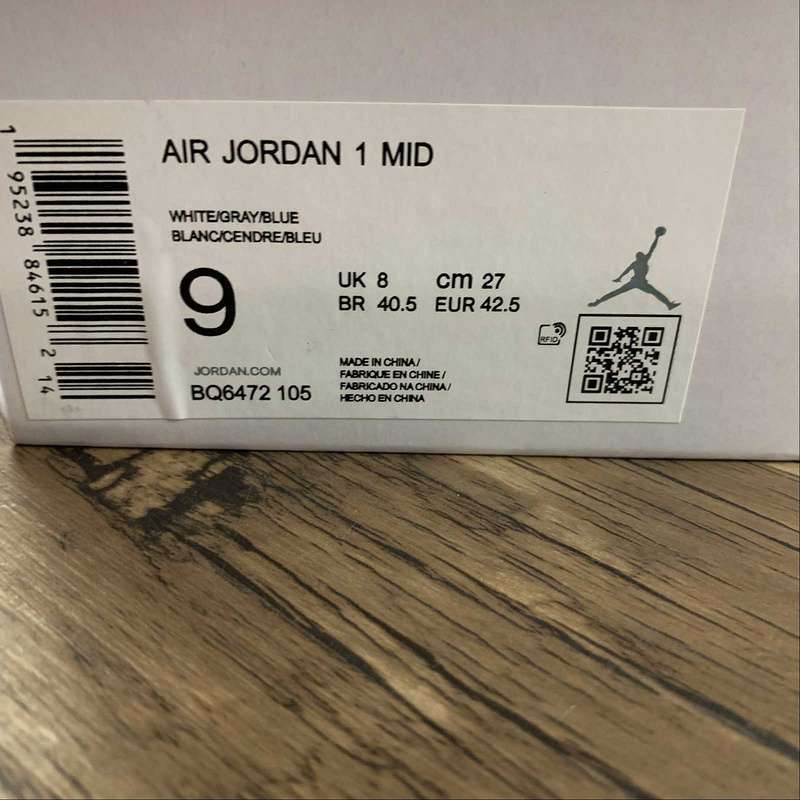 1 95238 84615 2 14
AIR JORDAN 1 MID
WHITE/GRAY/BLUE
BLANC/CENDRE/BLEU
9
UK 8 cm 27
BR 40.5 EUR 42.5
RFID
JORDAN.COM
BQ6472 105
MADE IN CHINA/
FABRIQUE EN CHINE/
FABRICADO NA CHINA/
HECHO EN CHINA